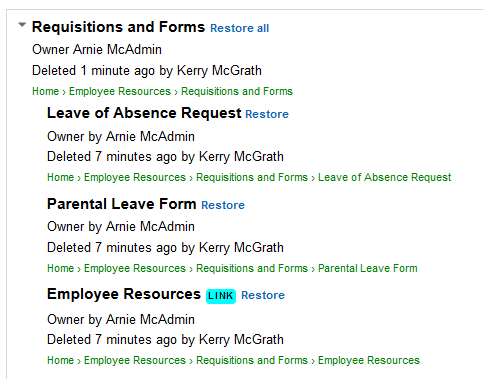 Requisitions and Forms Restore all
Owner Arnie McAdmin
Deleted 1 minute ago by Kerry McGrath
Home › Employee Resources › Requisitions and Forms
Leave of Absence Request Restore
Owner by Arnie McAdmin
Deleted 7 minutes ago by Kerry McGrath
Home › Employee Resources › Requisitions and Forms › Leave of Absence Request
Parental Leave Form Restore
Owner by Arnie McAdmin
Deleted 7 minutes ago by Kerry McGrath
Home › Employee Resources › Requisitions and Forms › Parental Leave Form
Employee Resources LINK Restore
Owner by Arnie McAdmin
Deleted 7 minutes ago by Kerry McGrath
Home › Employee Resources › Requisitions and Forms › Employee Resources